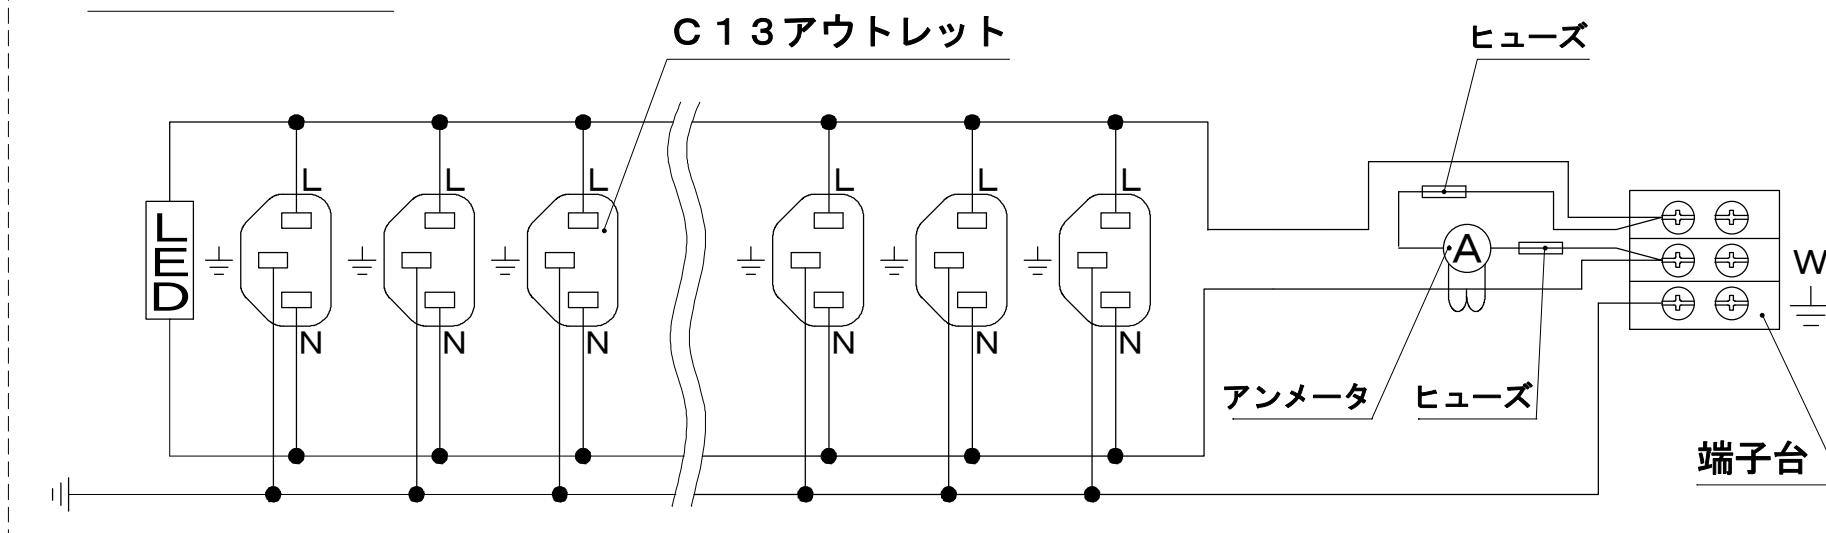 C13アウトレット
ヒューズ
L L L L L L
LED
A
W
N N N N N N
アンメータ
ヒューズ
端子台